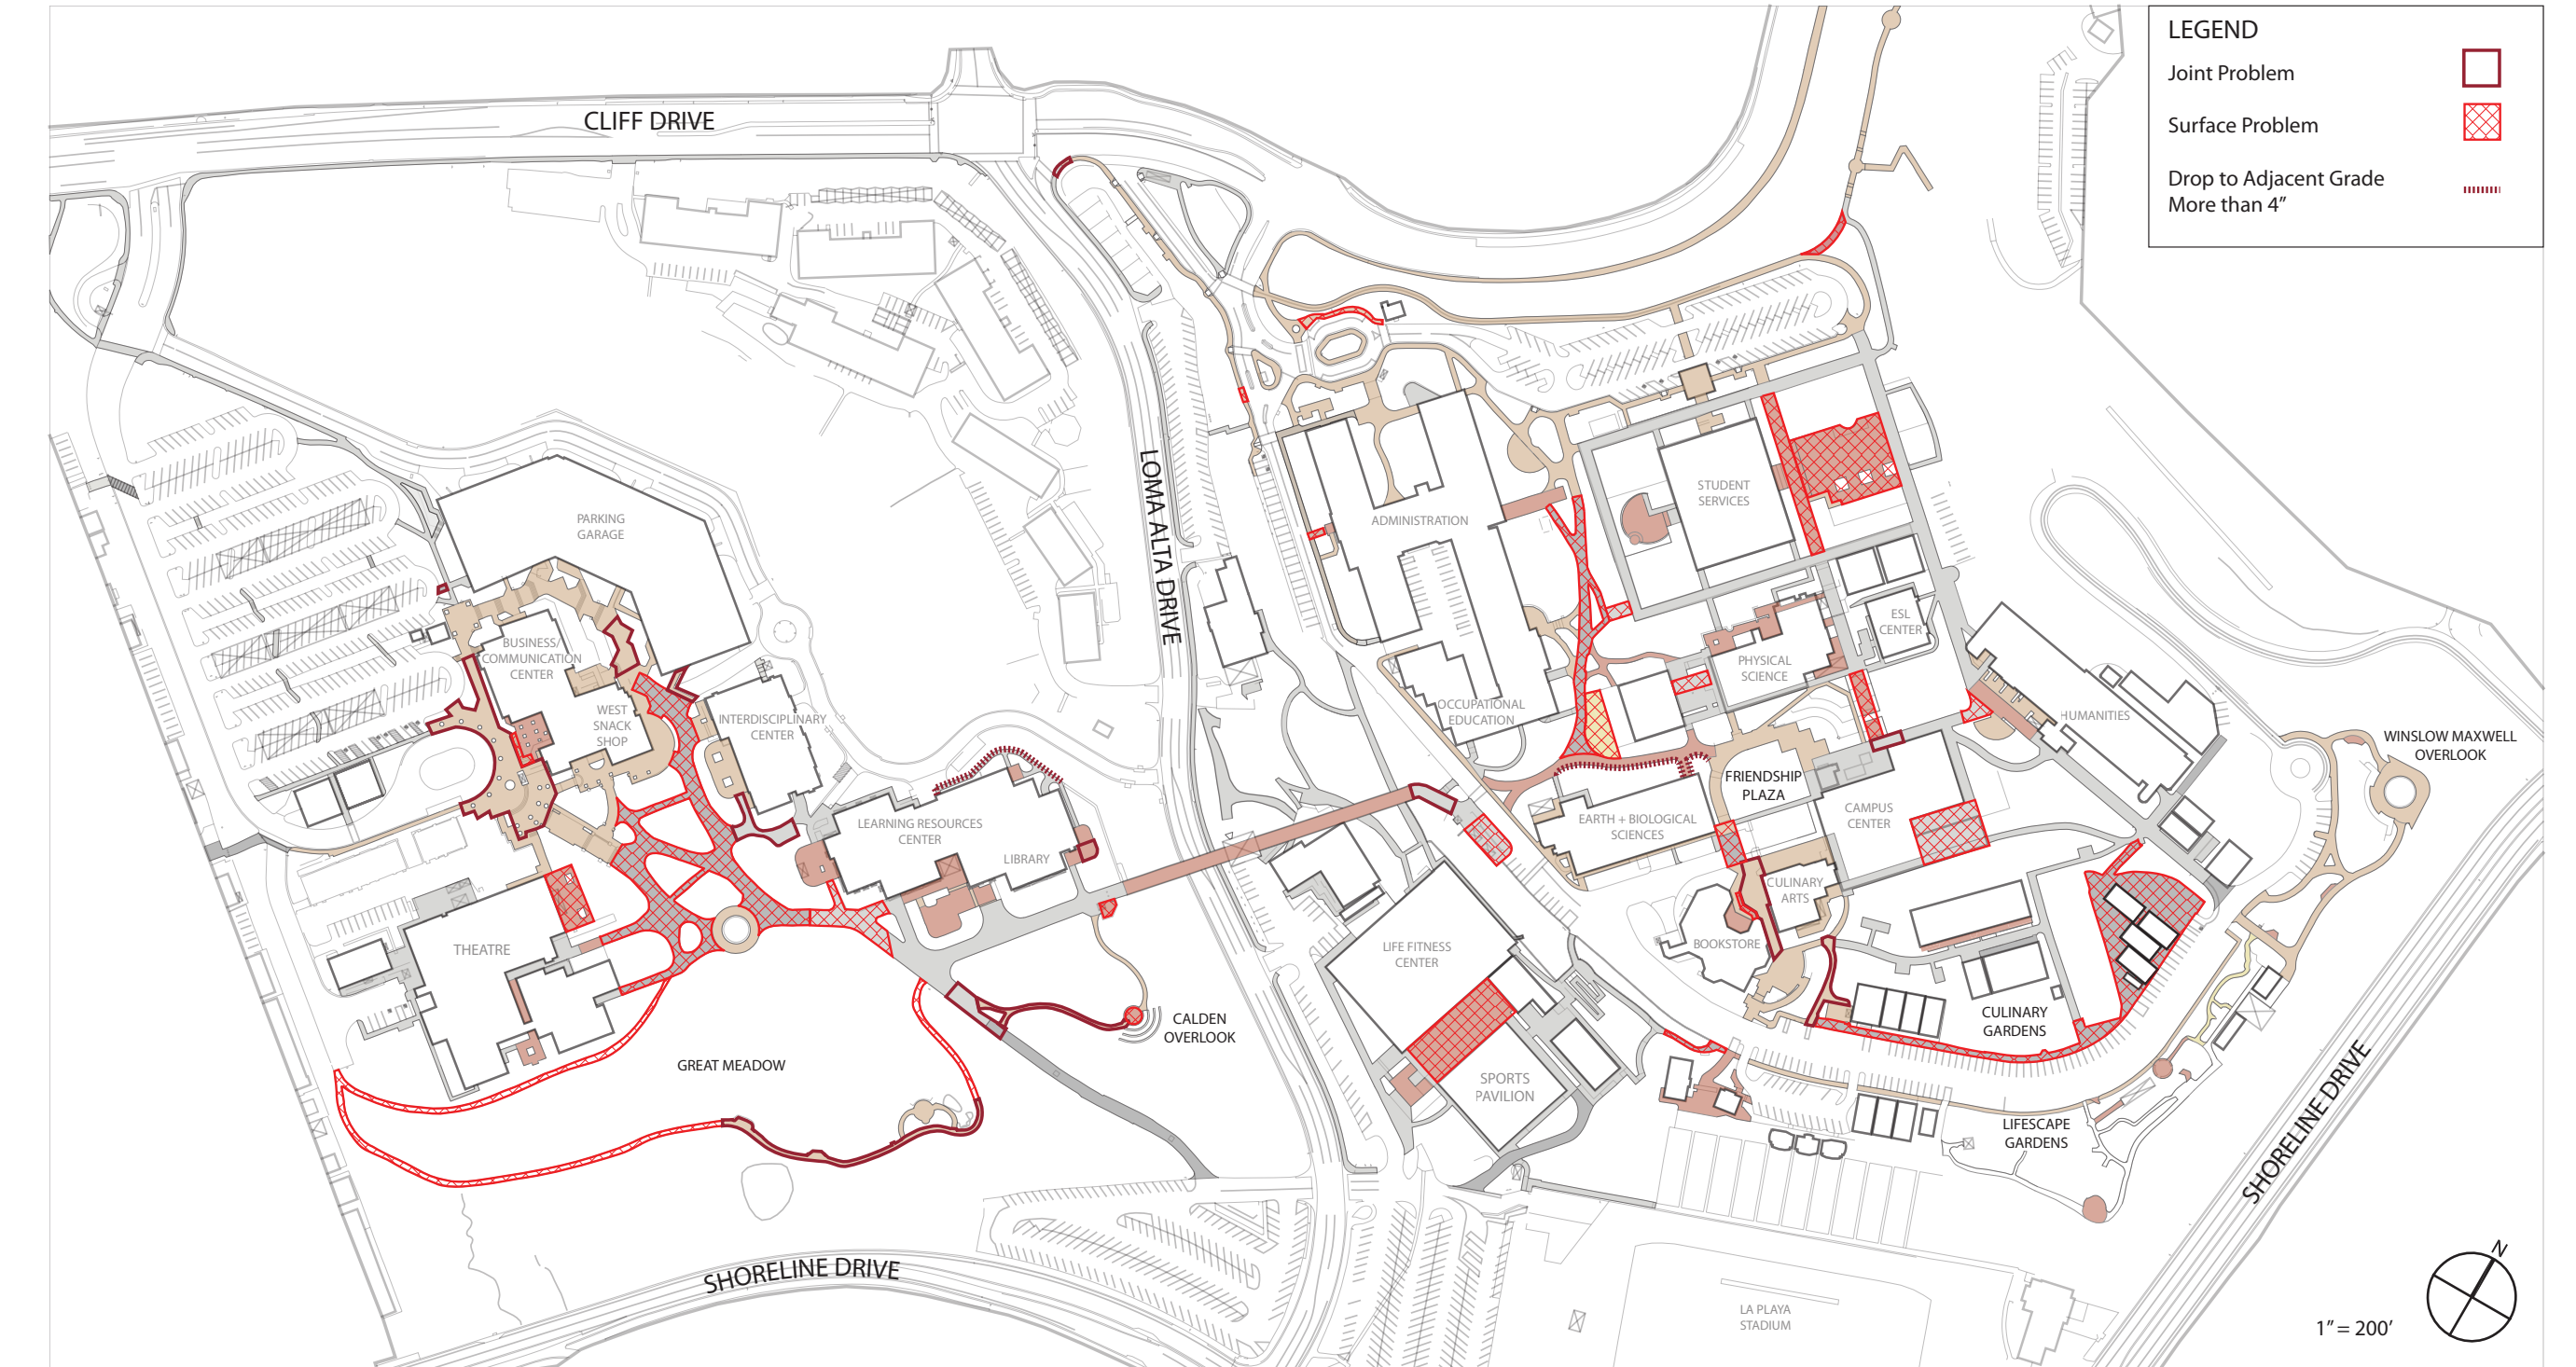 LEGEND
Joint Problem
Surface Problem
Drop to Adjacent Grade
More than 4”
CLIFF DRIVE
LOMA ALTA DRIVE
PARKING
GARAGE
BUSINESS/
COMMUNICATION
CENTER
WEST
SNACK
SHOP
INTERDISCIPLINARY
CENTER
LEARNING RESOURCES
CENTER
LIBRARY
THEATRE
GREAT MEADOW
CALDEN
OVERLOOK
SHORELINE DRIVE
ADMINISTRATION
STUDENT
SERVICES
OCCUPATIONAL
EDUCATION
PHYSICAL
SCIENCE
ESL
CENTER
HUMANITIES
WINSLOW MAXWELL
OVERLOOK
FRIENDSHIP
PLAZA
EARTH + BIOLOGICAL
SCIENCES
CAMPUS
CENTER
CULINARY
ARTS
BOOKSTORE
LIFE FITNESS
CENTER
SPORTS
PAVILION
CULINARY
GARDENS
LIFESCAPE
GARDENS
SHORELINE DRIVE
LA PLAYA
STADIUM
N
1” = 200’